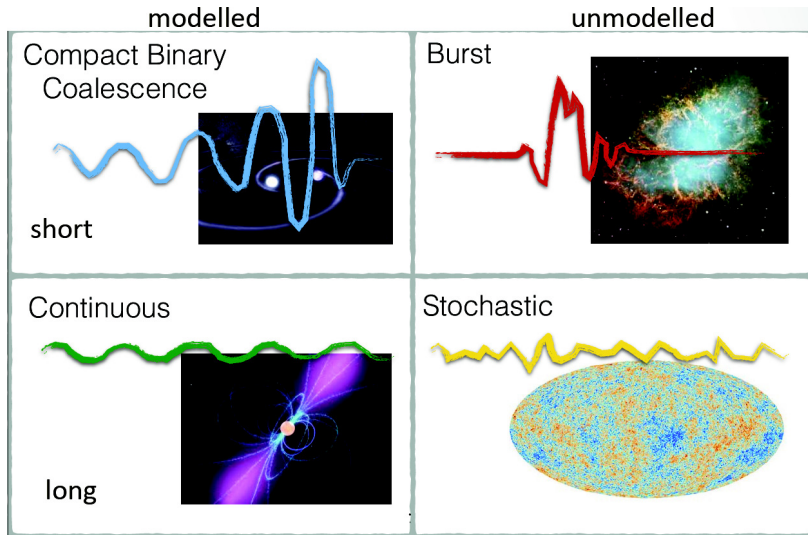 modelled
unmodelled
Compact Binary
Coalescence
Burst
short
Continuous
Stochastic
long